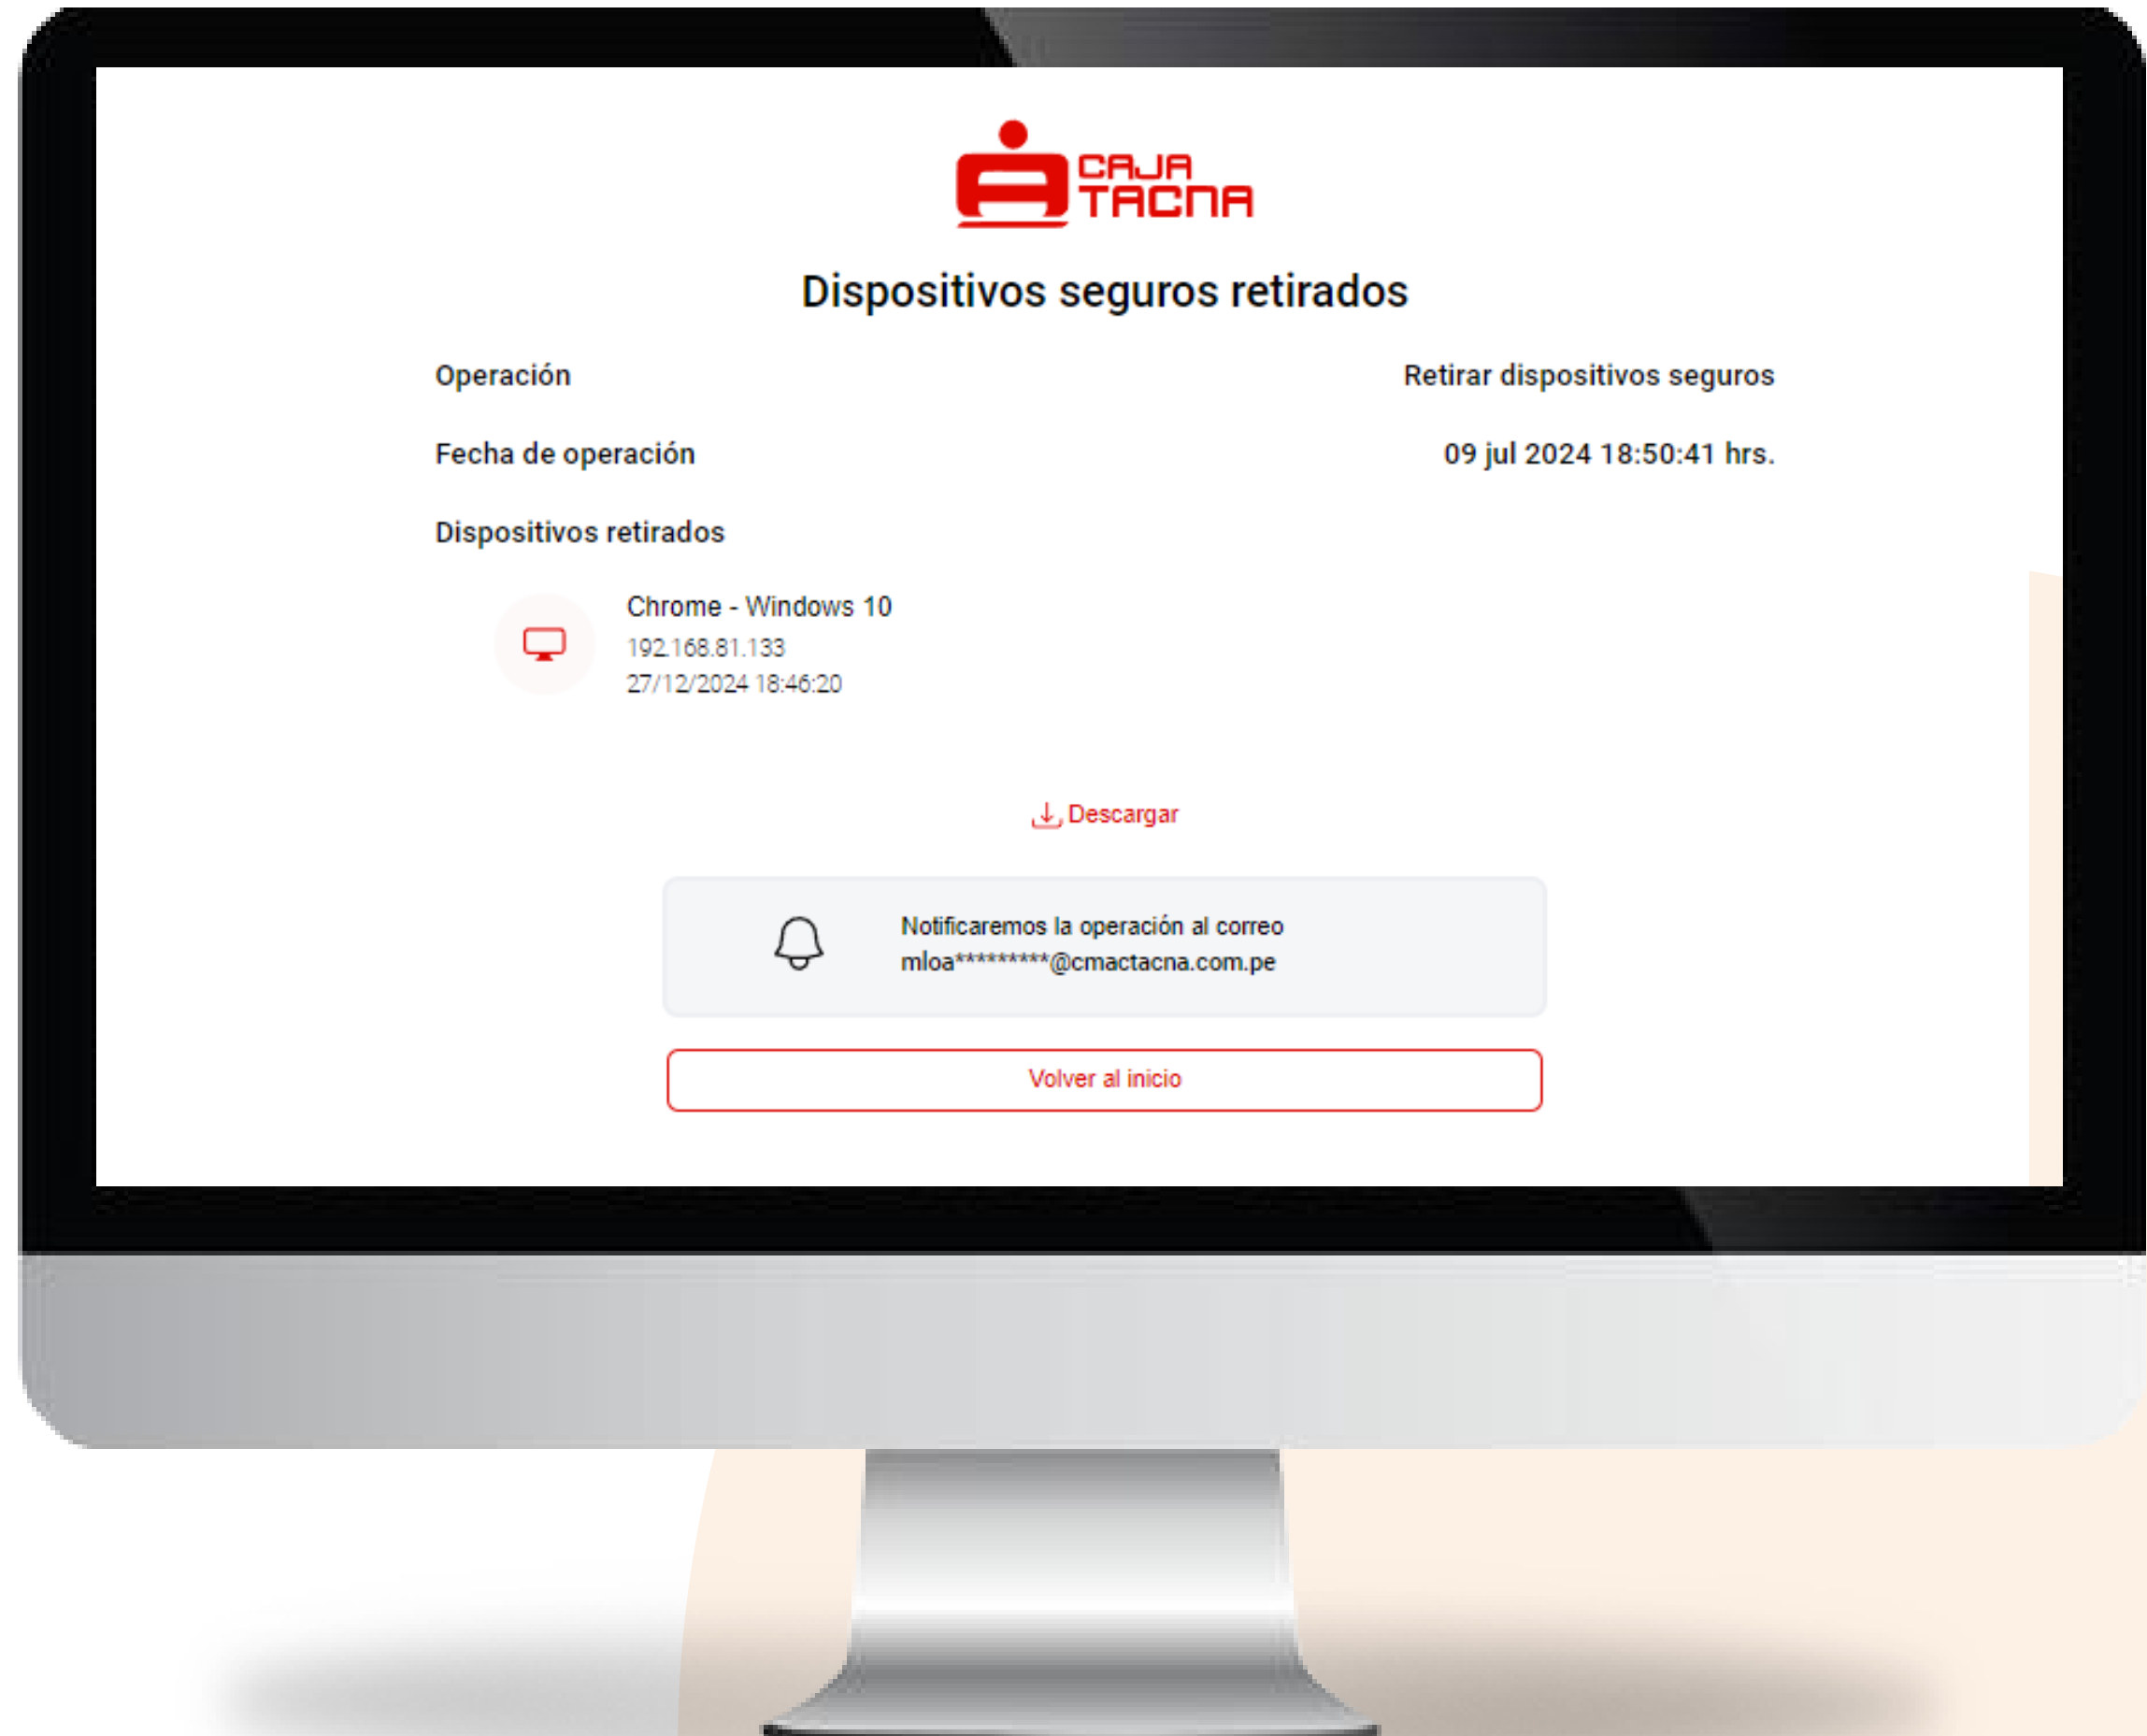 CAJA
TACNA
Dispositivos seguros retirados
Operación Retirar dispositivos seguros
Fecha de operación 09 jul 2024 18:50:41 hrs.
Dispositivos retirados
Chrome - Windows 10
192.168.81.133
27/12/2024 18:46:20
Descargar
Notificaremos la operación al correo
mloa*********@cmactacna.com.pe
Volver al inicio